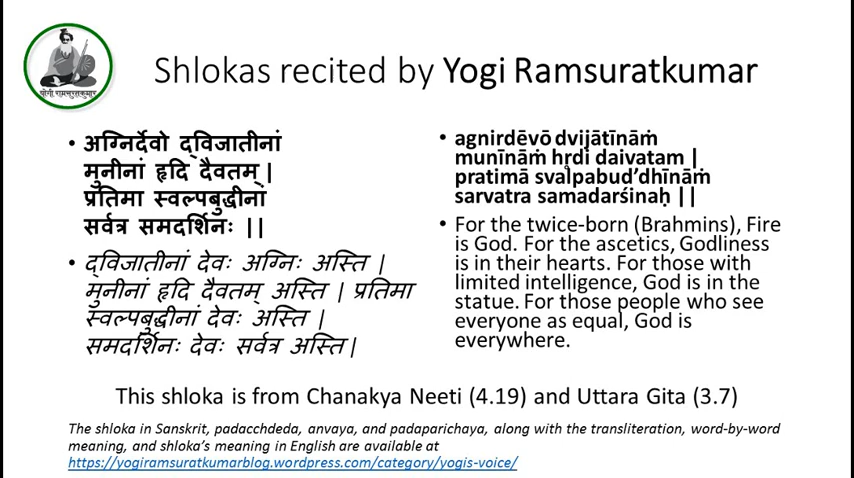 योगी रामसुरतकुमार
Shlokas recited by Yogi Ramsuratkumar
• अग्निर्देवो द्विजातीनां
मुनीनां हृदि दैवतम् |
प्रतिमा स्वल्पबुद्धीनां
सर्वत्र समदर्शिनः ||
• द्विजातीनां देवः अग्निः अस्ति |
मुनीनां हृदि दैवतम् अस्ति | प्रतिमा
स्वल्पबुद्धीनां देवः अस्ति |
समदर्शिनः देवः सर्वत्र अस्ति|
• agnirdēvō dvijātīnāṁ
munīnāṁ hṛdi daivatam |
pratimā svalpabud’dhīnāṁ
sarvatra samadarśinaḥ ||
• For the twice-born (Brahmins), Fire
is God. For the ascetics, Godliness
is in their hearts. For those with
limited intelligence, God is in the
statue. For those people who see
everyone as equal, God is
everywhere.
This shloka is from Chanakya Neeti (4.19) and Uttara Gita (3.7)
The shloka in Sanskrit, padacchdeda, anvaya, and padaparichaya, along with the transliteration, word-by-word
meaning, and shloka’s meaning in English are available at
https://yogiramsuratkumarblog.wordpress.com/category/yogis-voice/